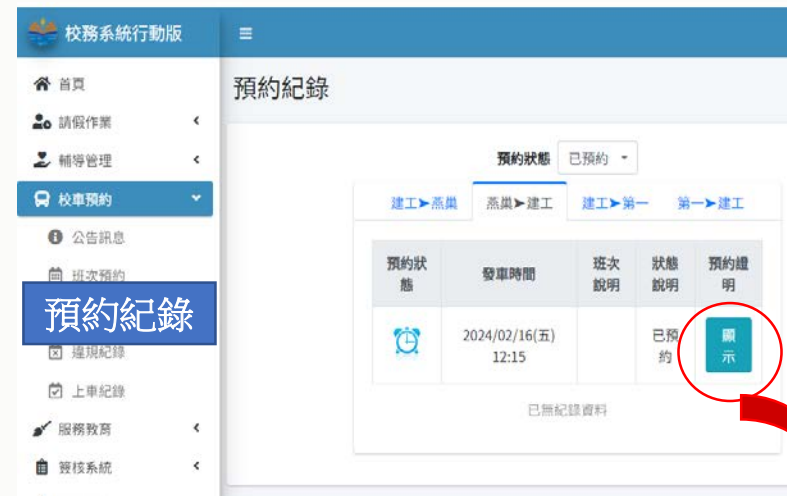 校務系統行動版
首頁
請假作業
輔導管理
校車預約
公告訊息
班次預約
預約紀錄
違規紀錄
上車紀錄
服務教育
簽核系統
預約紀錄
預約狀態 已預約
建工➤燕巢 燕巢➤建工 建工➤第一 第一➤建工
預約狀態 發車時間 班次說明 狀態說明 預約證明
2024/02/16(五) 12:15 已預約 顯示
已無紀錄資料